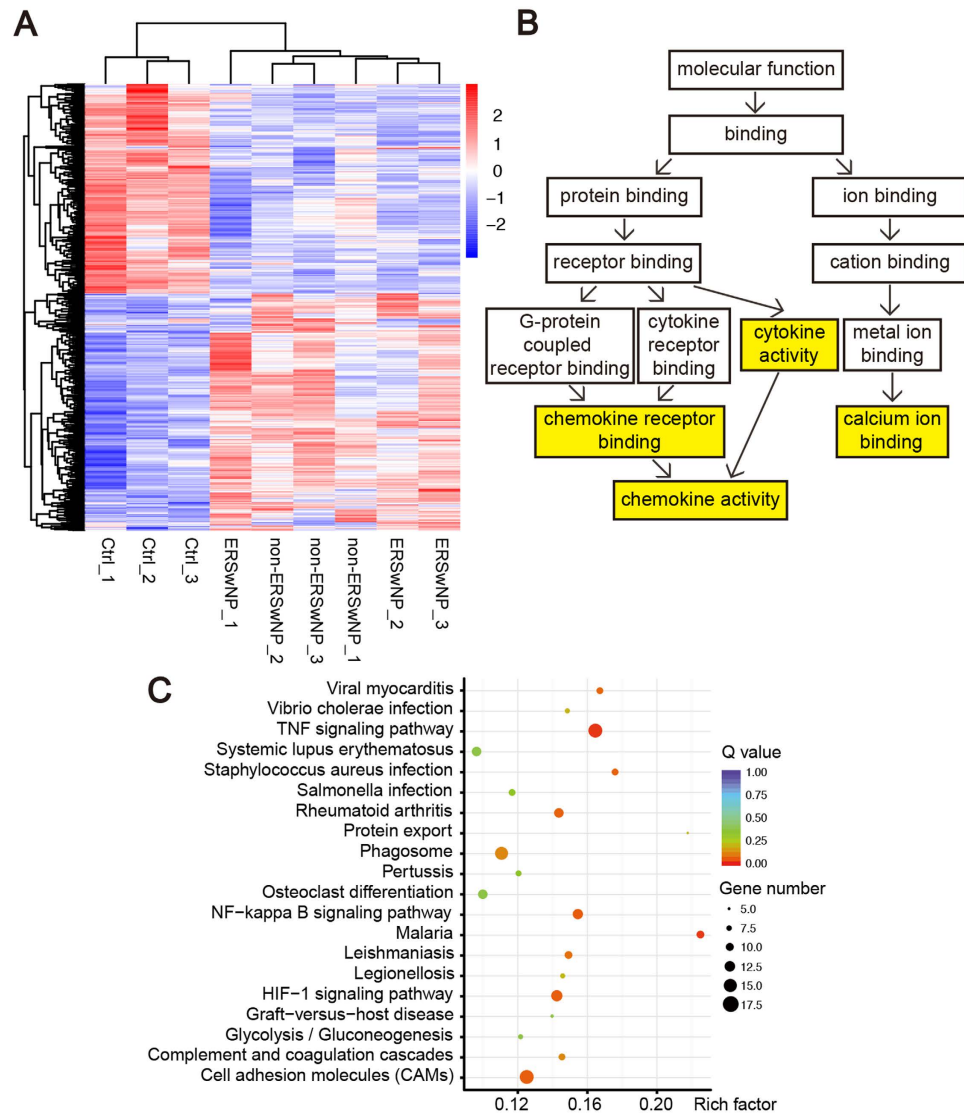 A
2
1
0
−1
−2
Ctrl_1
Ctrl_2
Ctrl_3
ERSwNP_1
non-ERSwNP_2
non-ERSwNP_3
non-ERSwNP_1
ERSwNP_2
ERSwNP_3
B
molecular function
binding
protein binding
ion binding
receptor binding
cation binding
G-protein
coupled
receptor binding
cytokine
receptor
binding
cytokine
activity
metal ion
binding
chemokine receptor
binding
calcium ion
binding
chemokine activity
C
Viral myocarditis
Vibrio cholerae infection
TNF signaling pathway
Systemic lupus erythematosus
Staphylococcus aureus infection
Salmonella infection
Rheumatoid arthritis
Protein export
Phagosome
Pertussis
Osteoclast differentiation
NF−kappa B signaling pathway
Malaria
Leishmaniasis
Legionellosis
HIF−1 signaling pathway
Graft−versus−host disease
Glycolysis / Gluconeogenesis
Complement and coagulation cascades
Cell adhesion molecules (CAMs)
0.12 0.16 0.20 Rich factor
Q value
1.00
0.75
0.50
0.25
0.00
Gene number
5.0
7.5
10.0
12.5
15.0
17.5